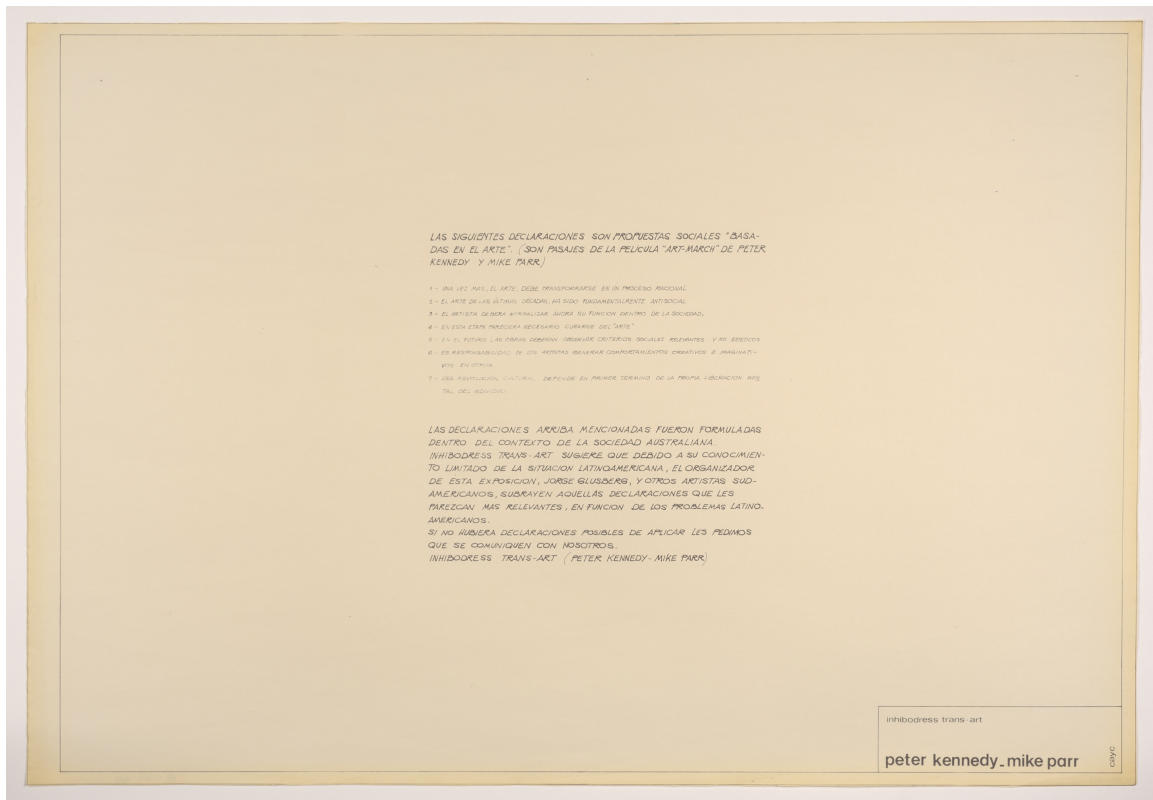 LAS SIGUIENTES DECLARACIONES SON PROPUESTAS SOCIALES "BASA-
DAS EN EL ARTE". (SON PASAJES DE LA PELICULA "ART-MARCH" DE PETER
KENNEDY Y MIKE PARR)
1 - UNA VEZ MAS, EL ARTE, DEBE TRANSFORMARSE EN UN PROCESO RACIONAL
2 - EL ARTE DE LAS ÚLTIMAS DECADAS, HA SIDO FUNDAMENTALMENTE ANTISOCIAL
3 - EL ARTISTA DEBERA NORMALIZAR AHORA SU FUNCION DENTRO DE LA SOCIEDAD.
4 - EN ESTA ETAPA PARECIERA NECESARIO CURARSE DEL "ARTE"
5 - EN EL FUTURO, LAS OBRAS DEBERAN OBSERVAR CRITERIOS SOCIALES RELEVANTES Y NO ESTETICOS
6 - ES RESPONSABILIDAD DE LOS ARTISTAS GENERAR COMPORTAMIENTOS CREATIVOS E IMAGINATI-
VOS EN OTROS
7 - REVOLUCION CULTURAL DEPENDE EN PRIMER TERMINO DE LA PROPIA LIBERACION MEN
TAL DEL INDIVIDUO
LAS DECLARACIONES ARRIBA MENCIONADAS FUERON FORMULADAS
DENTRO DEL CONTEXTO DE LA SOCIEDAD AUSTRALIANA.
INHIBODRESS TRANS-ART SUGIERE QUE DEBIDO A SU CONOCIMIEN-
TO LIMITADO DE LA SITUACION LATINOAMERICANA, EL ORGANIZADOR
DE ESTA EXPOSICION, JORGE GLUSBERG, Y OTROS ARTISTAS SUD-
AMERICANOS, SUBRAYEN AQUELLAS DECLARACIONES QUE LES
PAREZCAN MAS RELEVANTES, EN FUNCION DE LOS PROBLEMAS LATINO-
AMERICANOS.
SI NO HUBIERA DECLARACIONES POSIBLES DE APLICAR LES PEDIMOS
QUE SE COMUNIQUEN CON NOSOTROS.
INHIBODRESS TRANS-ART (PETER KENNEDY-MIKE PARR)
inhibodress trans-art
peter kennedy_mike parr
cayc